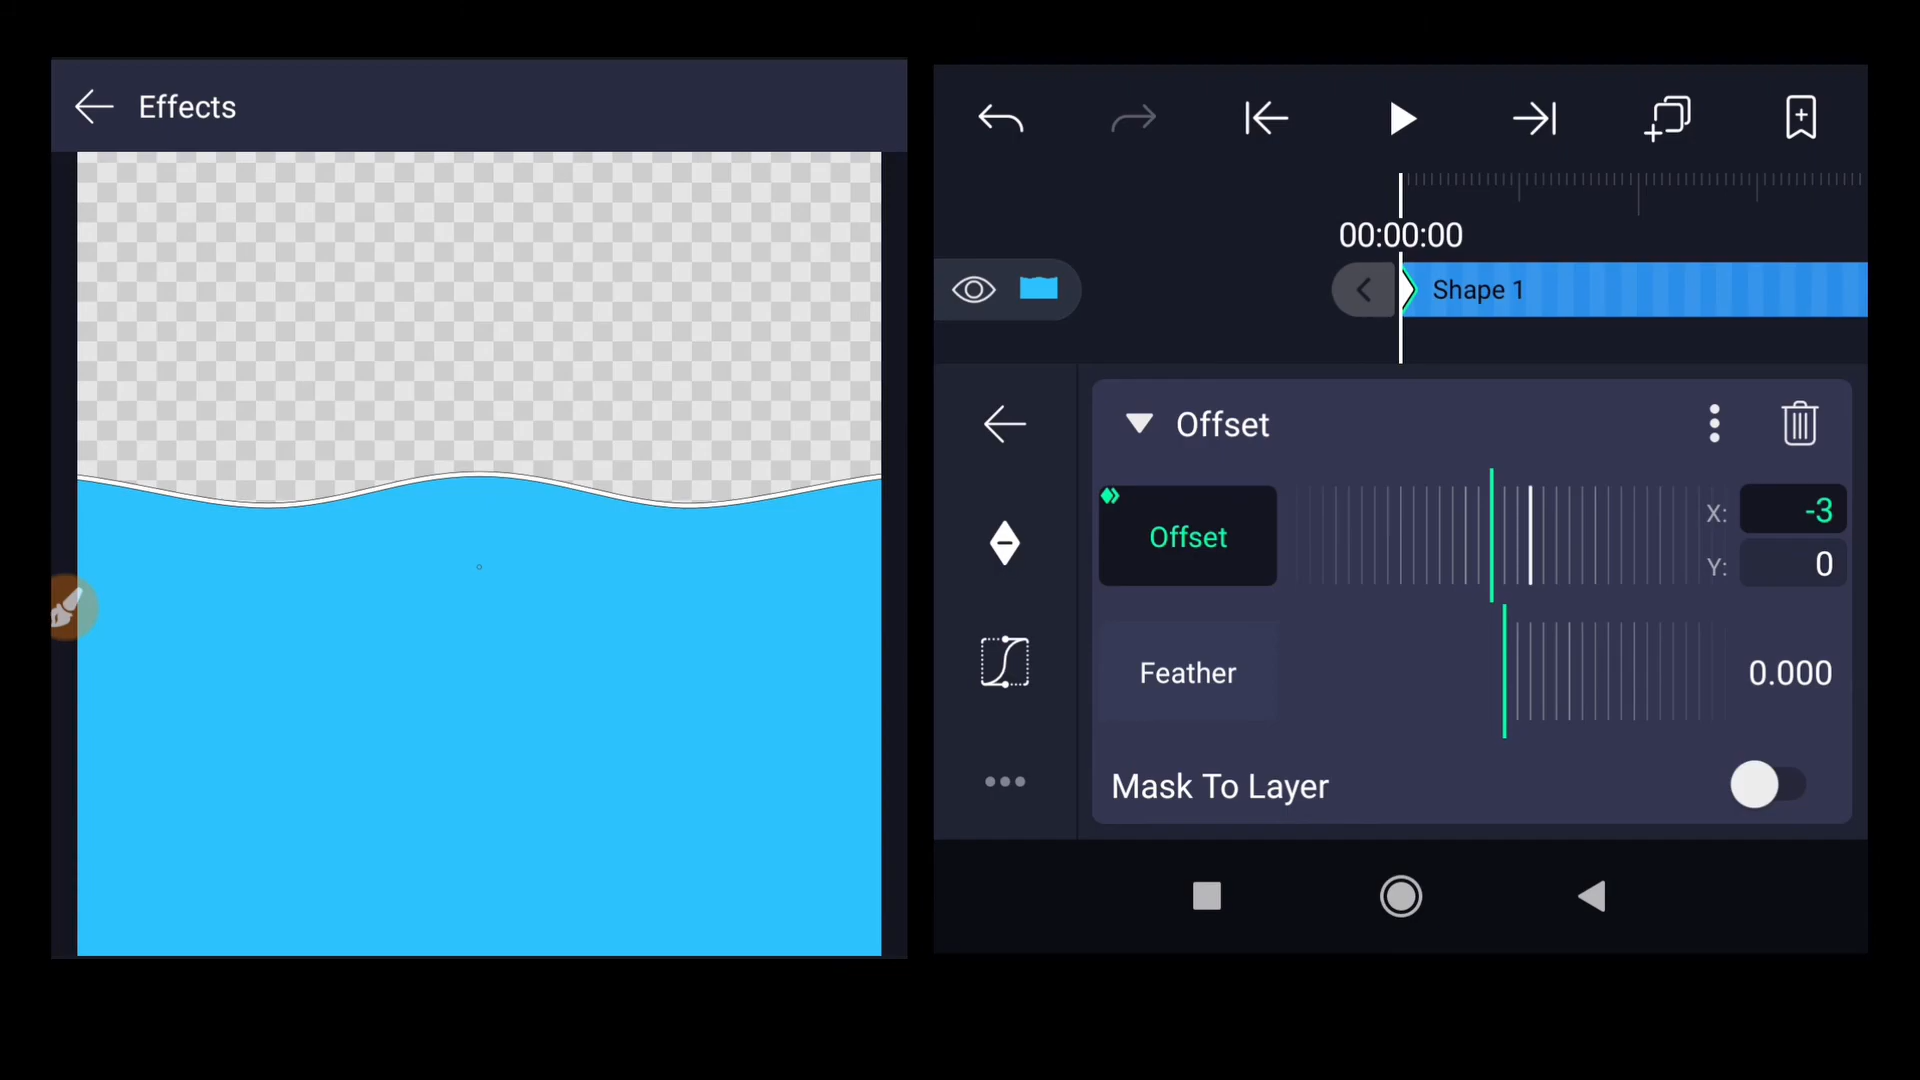 Effects
00:00:00
Shape 1
Offset
Offset
X: -3
Y: 0
Feather
0.000
Mask To Layer